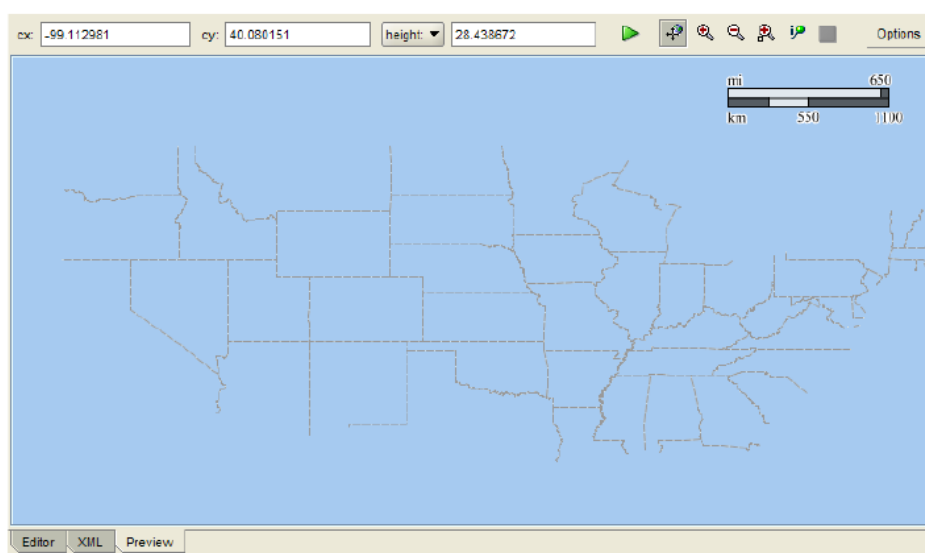 cx: -99.112981 cy: 40.080151 height: 28.438672 Options
mi 650
km 550 1100
Editor XML Preview